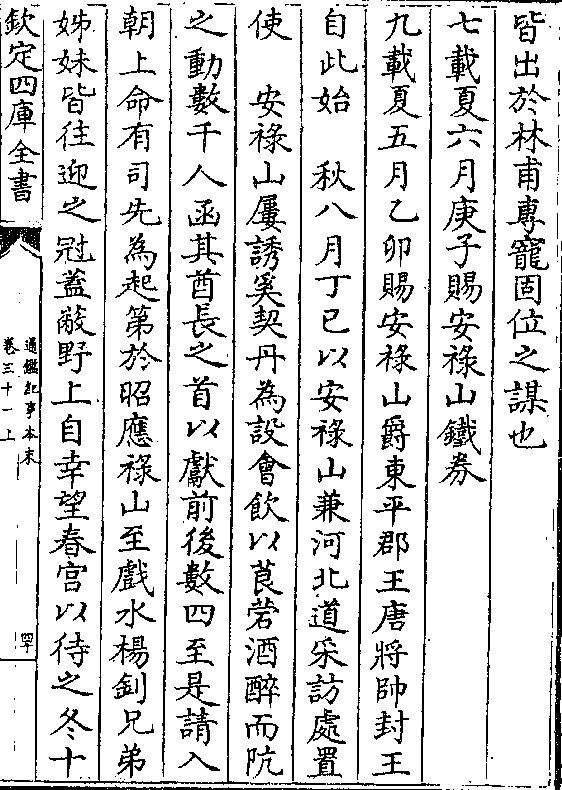 皆出於林甫專寵固位之謀也
七載夏六月庚子賜安祿山鐵券
九載夏五月乙卯賜安祿山爵東平郡王唐將帥封王
自此始　秋八月丁巳以安祿山兼河北道采訪處置
使　安祿山屢誘奚契丹為設會飲以莨菪酒醉而阬
之動數千人函其酋長之首以獻前後數四至是請入
朝上命有司先為起第於昭應祿山至戲水楊釗兄弟
姊妹皆往迎之冠蓋蔽野上自幸望春宮以待之冬十
欽定四庫全書
通鑑紀事本末
卷三十一上
四十